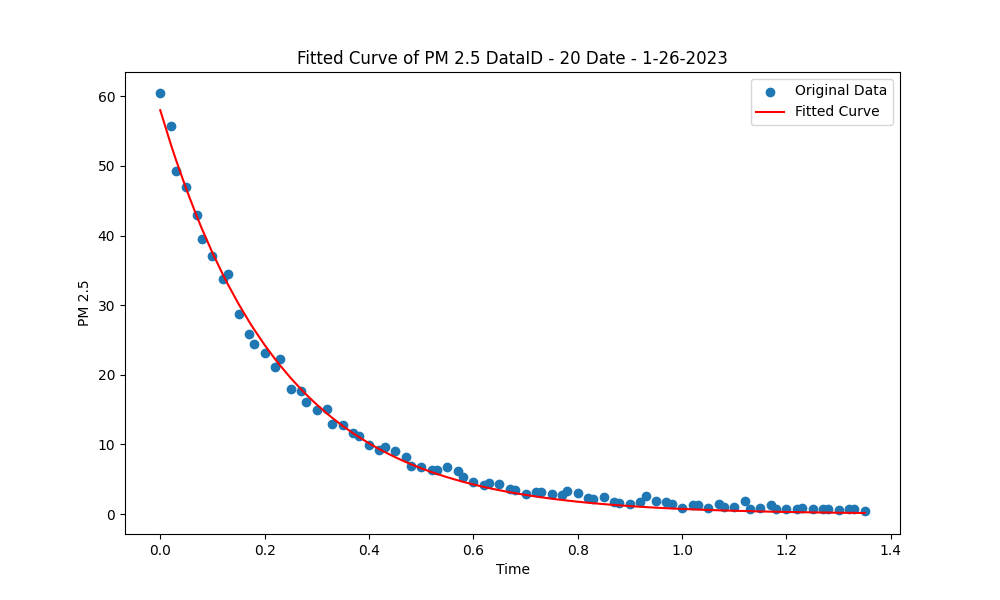 Fitted Curve of PM 2.5 DataID - 20 Date - 1-26-2023
Original Data
Fitted Curve
PM 2.5
60
50
40
30
20
10
0
0.0 0.2 0.4 0.6 0.8 1.0 1.2 1.4
Time